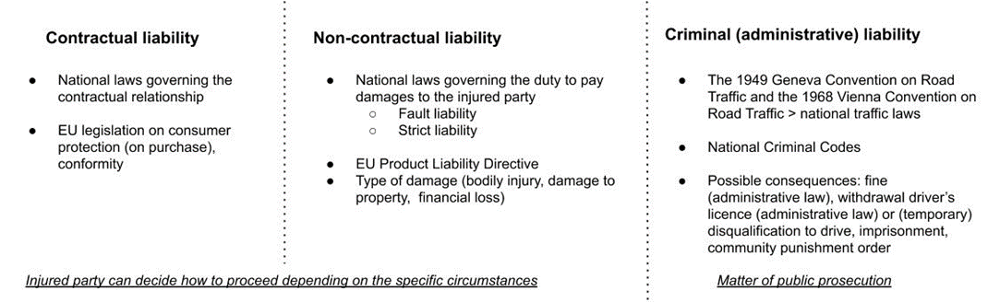 Contractual liability
● National laws governing the
contractual relationship
● EU legislation on consumer
protection (on purchase),
conformity
Non-contractual liability
● National laws governing the duty to pay
damages to the injured party
○ Fault liability
○ Strict liability
● EU Product Liability Directive
● Type of damage (bodily injury, damage to
property, financial loss)
Injured party can decide how to proceed depending on the specific circumstances
Criminal (administrative) liability
● The 1949 Geneva Convention on Road
Traffic and the 1968 Vienna Convention on
Road Traffic > national traffic laws
● National Criminal Codes
● Possible consequences: fine
(administrative law), withdrawal driver's
licence (administrative law) or (temporary)
disqualification to drive, imprisonment,
community punishment order
Matter of public prosecution